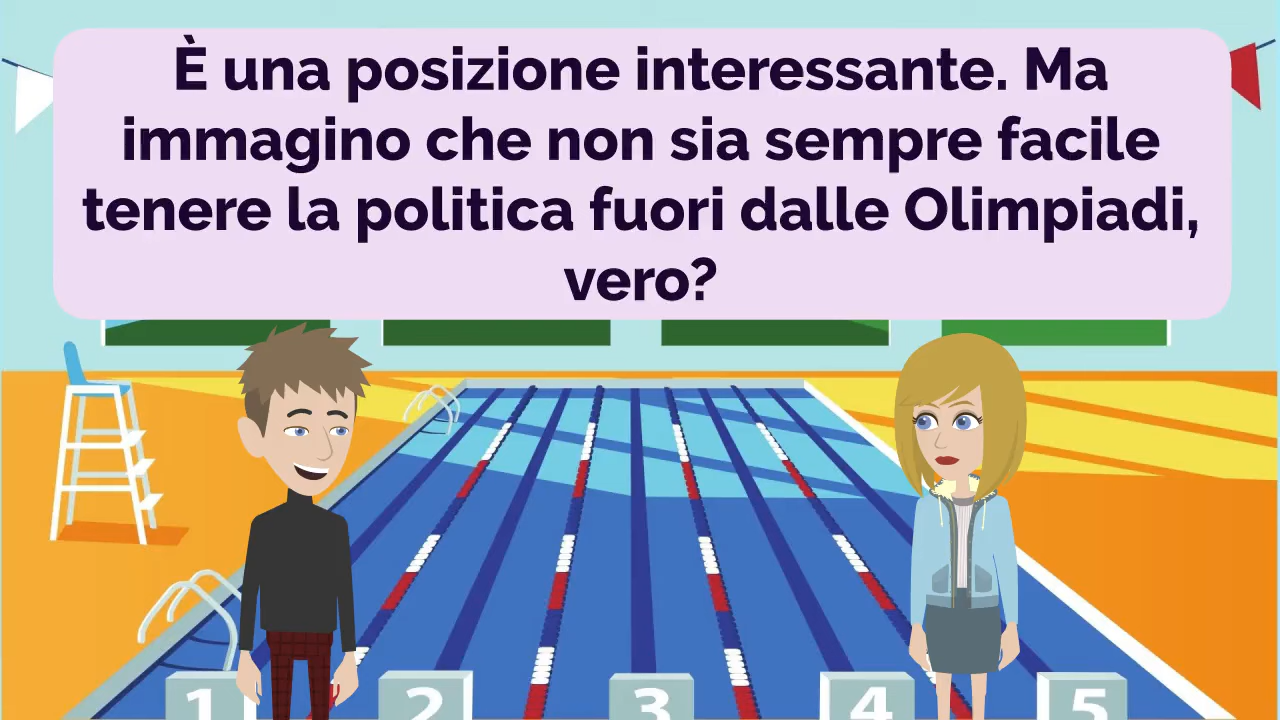 È una posizione interessante. Ma
immagino che non sia sempre facile
tenere la politica fuori dalle Olimpiadi,
vero?
1 2 3 4 5